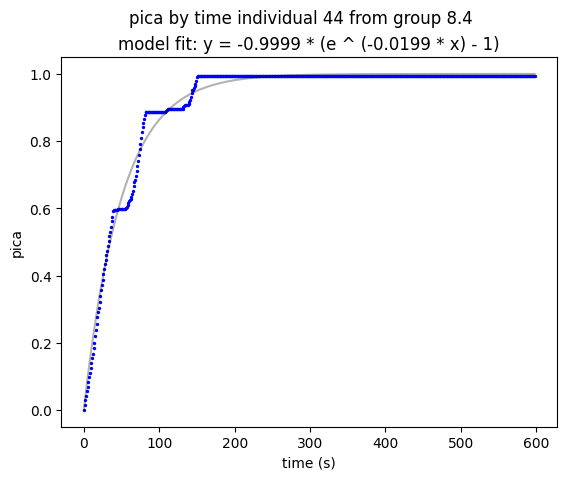 pica by time individual 44 from group 8.4
model fit: y = -0.9999 * (e ^ (-0.0199 * x) - 1)
1.0
0.8
0.6
0.4
0.2
0.0
pica
0 100 200 300 400 500 600
time (s)